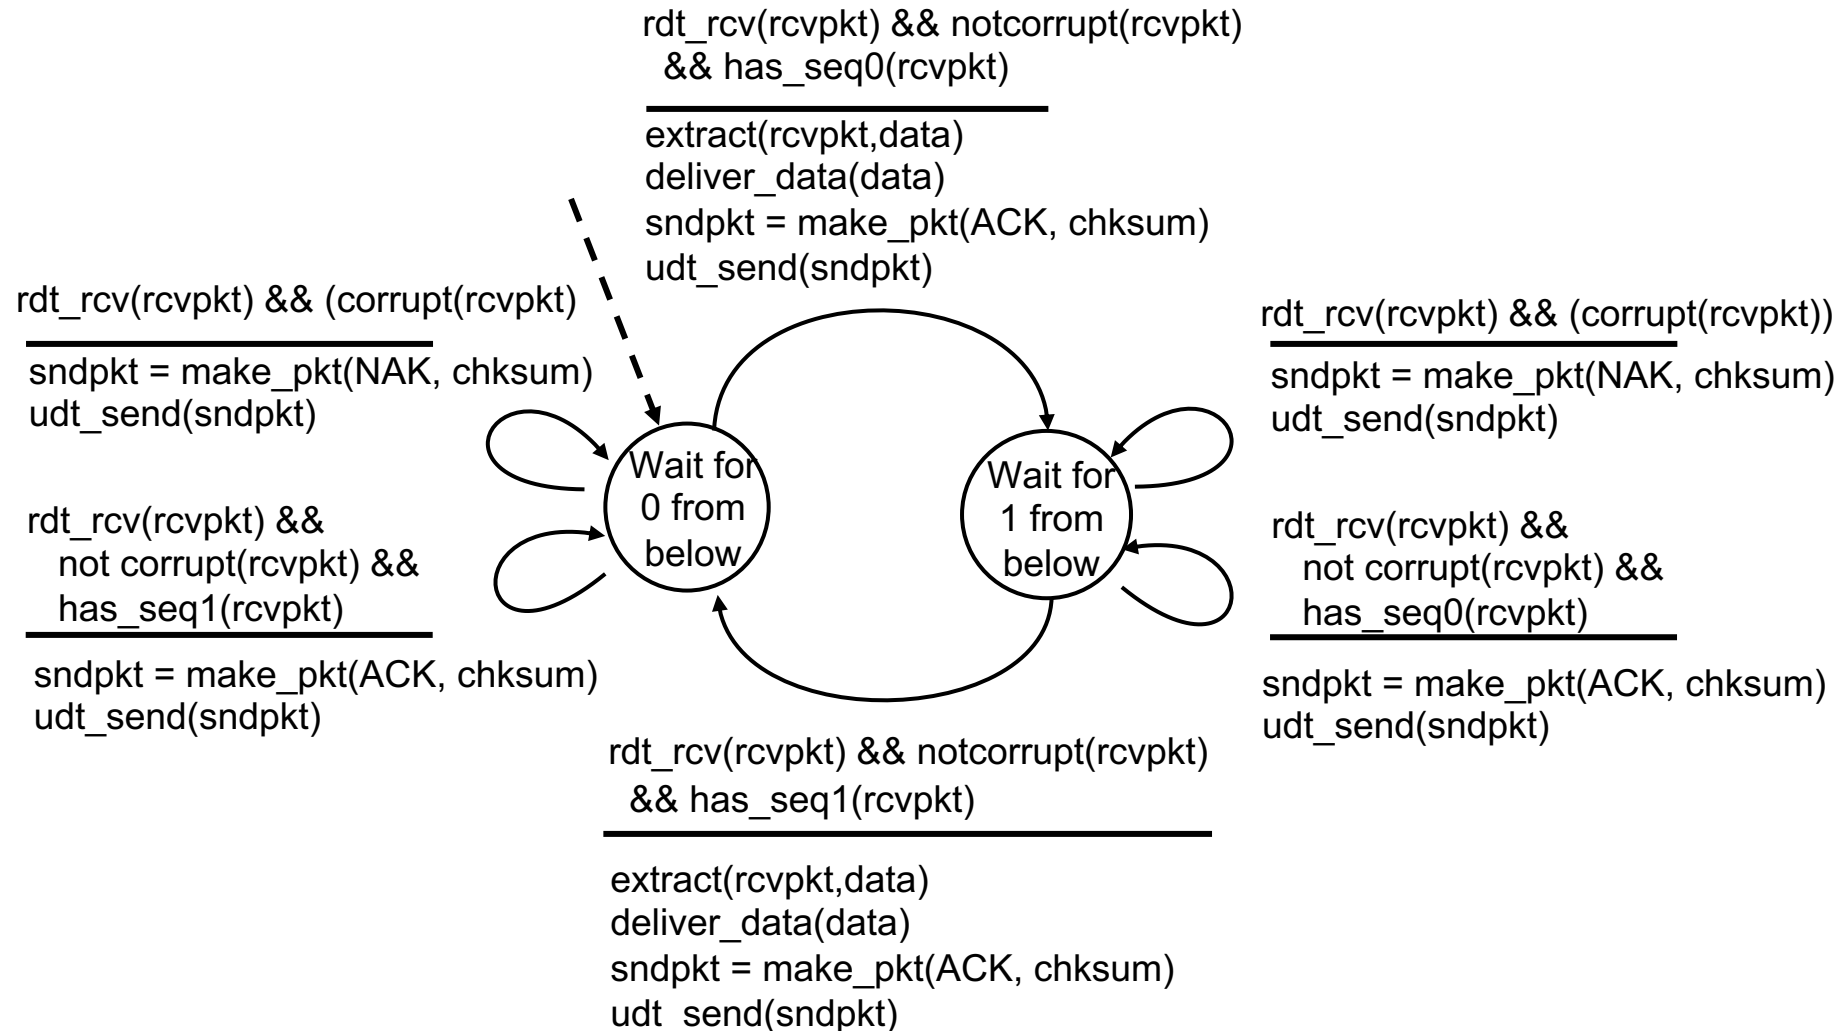 rdt_rcv(rcvpkt) && notcorrupt(rcvpkt)
&& has_seq0(rcvpkt)
extract(rcvpkt,data)
deliver_data(data)
sndpkt = make_pkt(ACK, chksum)
udt_send(sndpkt)
rdt_rcv(rcvpkt) && (corrupt(rcvpkt)
sndpkt = make_pkt(NAK, chksum)
udt_send(sndpkt)
rdt_rcv(rcvpkt) &&
not corrupt(rcvpkt) &&
has_seq1(rcvpkt)
sndpkt = make_pkt(ACK, chksum)
udt_send(sndpkt)
Wait for
0 from
below
Wait for
1 from
below
rdt_rcv(rcvpkt) && (corrupt(rcvpkt))
sndpkt = make_pkt(NAK, chksum)
udt_send(sndpkt)
rdt_rcv(rcvpkt) &&
not corrupt(rcvpkt) &&
has_seq0(rcvpkt)
sndpkt = make_pkt(ACK, chksum)
udt_send(sndpkt)
rdt_rcv(rcvpkt) && notcorrupt(rcvpkt)
&& has_seq1(rcvpkt)
extract(rcvpkt,data)
deliver_data(data)
sndpkt = make_pkt(ACK, chksum)
udt_send(sndpkt)